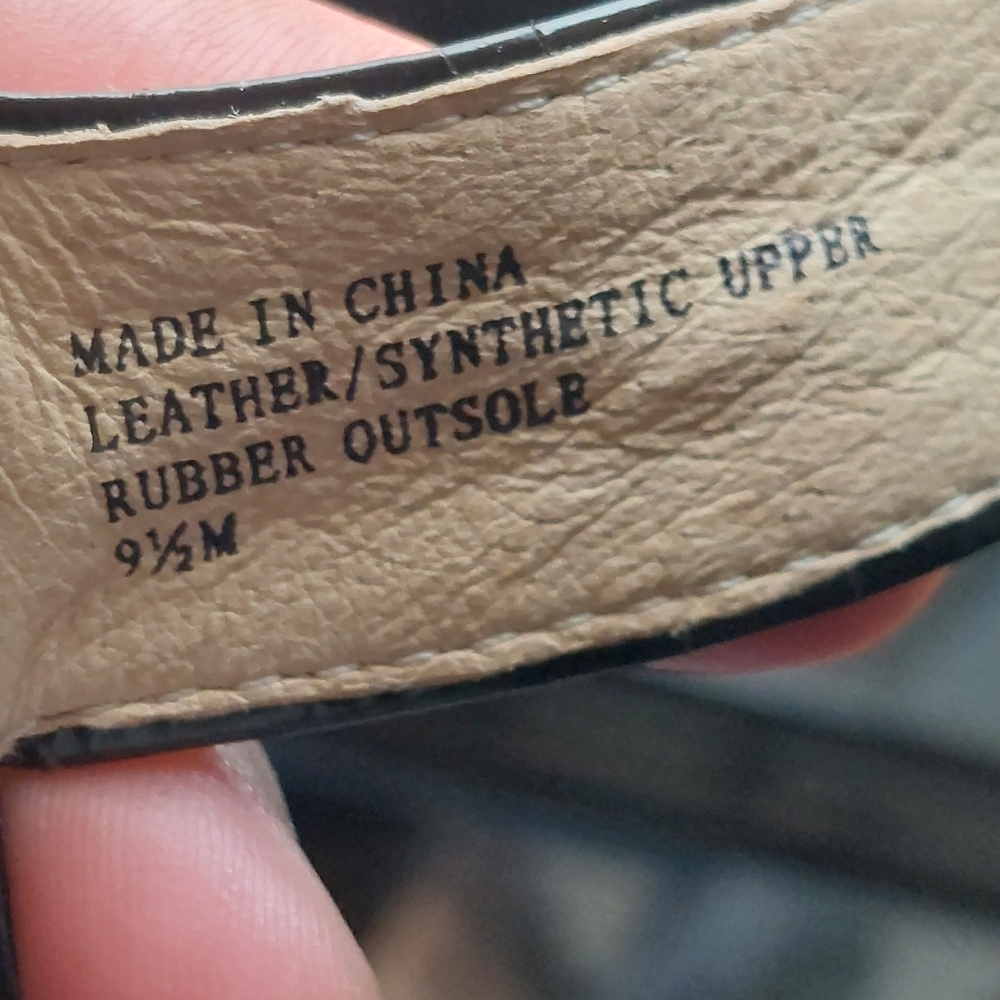 MADE IN CHINA
LEATHER/SYNTHETIC UPPER
RUBBER OUTSOLE
9½M